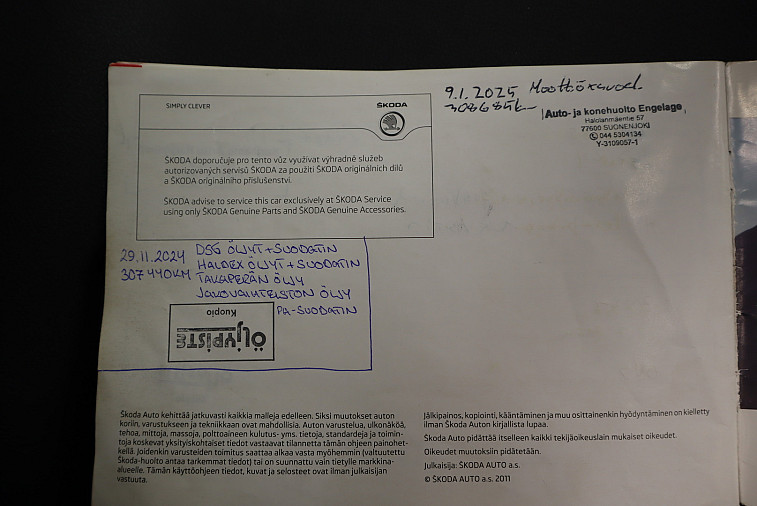 SIMPLY CLEVER
ŠKODA
ŠKODA doporučuje pro tento vůz využívat výhradně služeb
autorizovaných servisů ŠKODA za použití ŠKODA originálních dílů
a ŠKODA originálního příslušenství.
ŠKODA advise to service this car exclusively at ŠKODA Service
using only ŠKODA Genuine Parts and ŠKODA Genuine Accessories.
9.1.2025 Moottöriuod.
308685k
Auto- ja konehuolto Engelage
Halolanmäentie 57
77600 SUONENJOKI
044 5304134
Y-3109057-1
29.11.2024 DSG ÖLJYT+SUODATIN
307440KM HALDEX ÖLJYT+SUODATIN
TAKAPERÄN ÖLJY
JAKOVAIHTEISTON ÖLJY
PA-SUODATIN
ÖLJYPISTE
Kuopio
Škoda Auto kehittää jatkuvasti kaikkia malleja edelleen. Siksi muutokset auton
koriin, varustukseen ja tekniikkaan ovat mahdollisia. Auton varustelua, ulkonäköä,
tehoa, mittoja, massoja, polttoaineen kulutus- yms. tietoja, standardeja ja toimin-
toja koskevat yksityiskohtaiset tiedot vastaavat tilannetta tämän ohjeen painohet-
kellä. Joidenkin varusteiden toimitus saattaa alkaa vasta myöhemmin (valtuutettu
Škoda-huolto antaa tarkemmat tiedot) tai on suunnattu vain tietylle markkina-
alueelle. Tämän käyttöohjeen tiedot, kuvat ja selosteet ovat ilman julkaisijan
vastuuta.
Jälkipainos, kopiointi, kääntäminen ja muu osittainenkin hyödyntäminen on kielletty
ilman Škoda Auton kirjallista lupaa.
Škoda Auto pidättää itselleen kaikki tekijäoikeuslain mukaiset oikeudet.
Oikeudet muutoksiin pidätetään.
Julkaisija: ŠKODA AUTO a.s.
© ŠKODA AUTO a.s. 2011